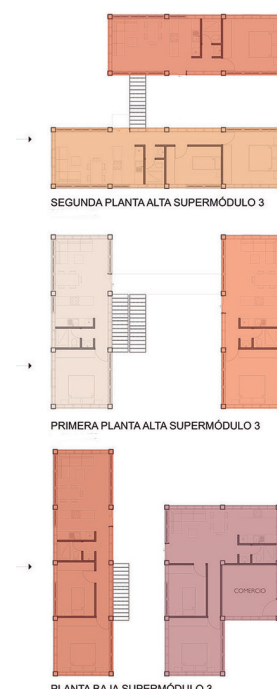 SEGUNDA PLANTA ALTA SUPERMÓDULO 3
PRIMERA PLANTA ALTA SUPERMÓDULO 3
COMERCIO
PLANTA BAJA SUPERMÓDULO 3